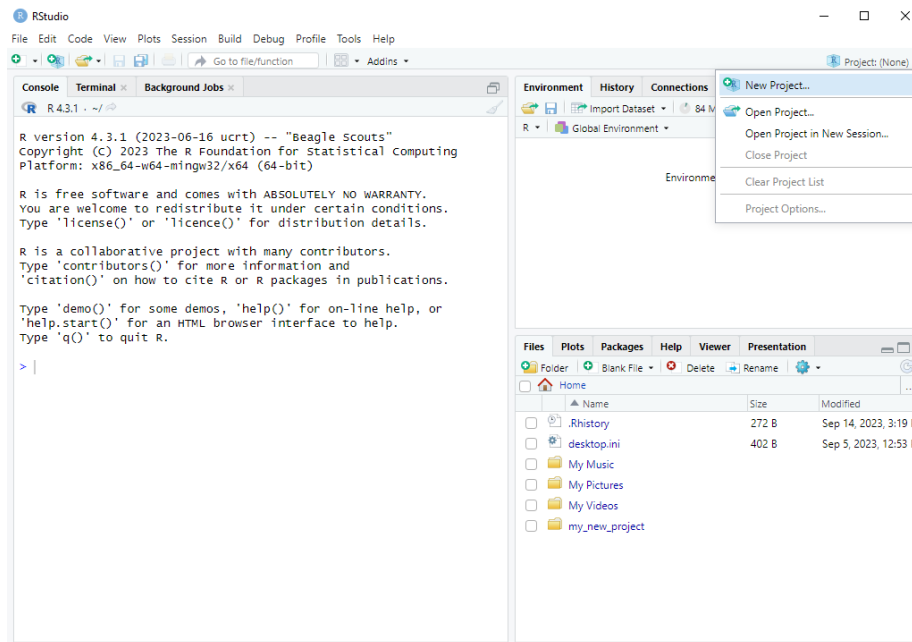 RStudio
File Edit Code View Plots Session Build Debug Profile Tools Help
Go to file/function Addins Project: (None)
Console Terminal Background Jobs
R 4.3.1 · ~/
R version 4.3.1 (2023-06-16 ucrt) -- "Beagle Scouts"
Copyright (C) 2023 The R Foundation for Statistical Computing
Platform: x86_64-w64-mingw32/x64 (64-bit)
R is free software and comes with ABSOLUTELY NO WARRANTY.
You are welcome to redistribute it under certain conditions.
Type 'license()' or 'licence()' for distribution details.
R is a collaborative project with many contributors.
Type 'contributors()' for more information and
'citation()' on how to cite R or R packages in publications.
Type 'demo()' for some demos, 'help()' for on-line help, or
'help.start()' for an HTML browser interface to help.
Type 'q()' to quit R.
>
Environment History Connections
Import Dataset 84 M
R Global Environment
Environme
New Project...
Open Project...
Open Project in New Session...
Close Project
Clear Project List
Project Options...
Files Plots Packages Help Viewer Presentation
Folder Blank File Delete Rename
Home
Name Size Modified
.Rhistory 272 B Sep 14, 2023, 3:19
desktop.ini 402 B Sep 5, 2023, 12:53
My Music
My Pictures
My Videos
my_new_project